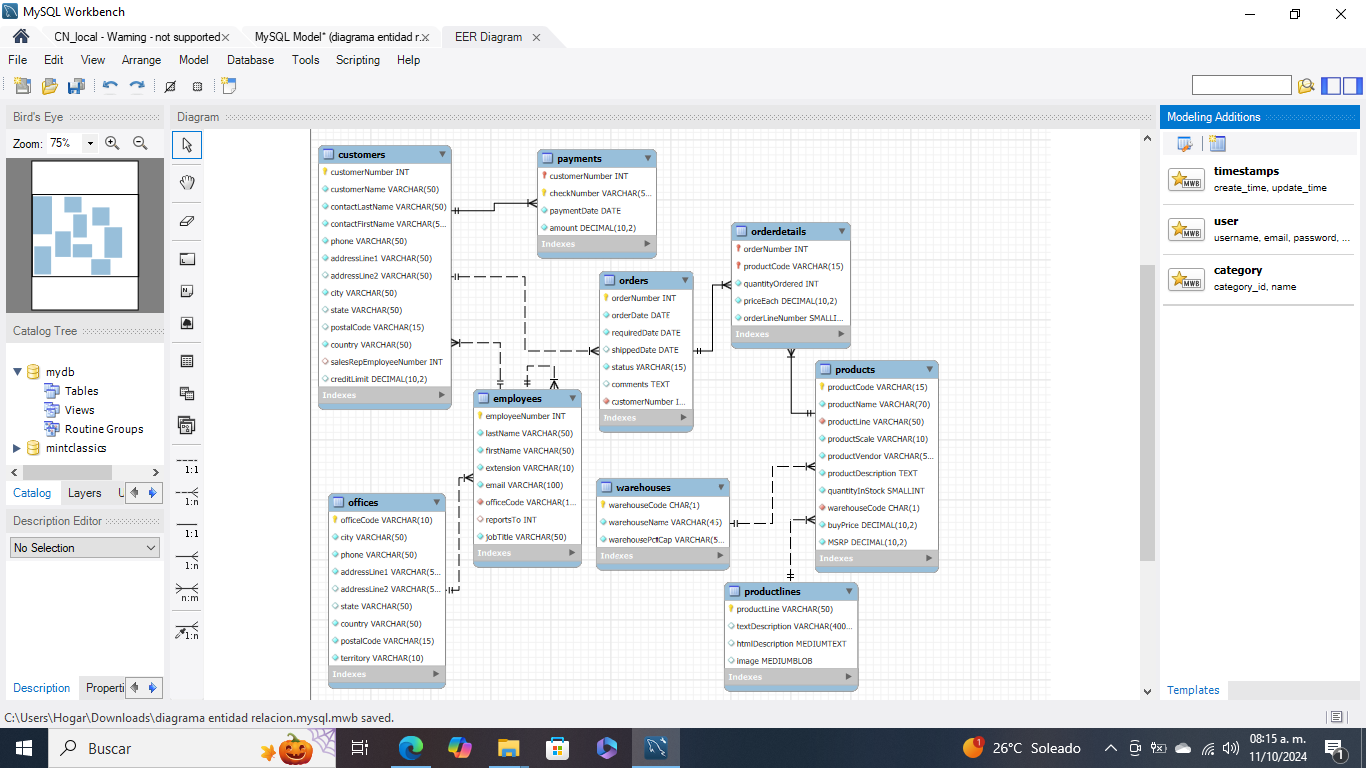 MySQL Workbench
CN_local - Warning - not supported
MySQL Model* (diagrama entidad r...
EER Diagram
File Edit View Arrange Model Database Tools Scripting Help
Bird's Eye
Zoom: 75%
Diagram
Modeling Additions
timestamps
create_time, update_time
user
username, email, password, ...
category
category_id, name
Templates
Catalog Tree
mydb
Tables
Views
Routine Groups
mintclassics
Catalog Layers
Description Editor
No Selection
Description Properti
1:1
1:n
1:1
1:n
n:m
1:n
customers
customerNumber INT
customerName VARCHAR(50)
contactLastName VARCHAR(50)
contactFirstName VARCHAR(5...
phone VARCHAR(50)
addressLine1 VARCHAR(50)
addressLine2 VARCHAR(50)
city VARCHAR(50)
state VARCHAR(50)
postalCode VARCHAR(15)
country VARCHAR(50)
salesRepEmployeeNumber INT
creditLimit DECIMAL(10,2)
Indexes
payments
customerNumber INT
checkNumber VARCHAR(5...
paymentDate DATE
amount DECIMAL(10,2)
Indexes
orderdetails
orderNumber INT
productCode VARCHAR(15)
quantityOrdered INT
priceEach DECIMAL(10,2)
orderLineNumber SMALLI...
Indexes
orders
orderNumber INT
orderDate DATE
requiredDate DATE
shippedDate DATE
status VARCHAR(15)
comments TEXT
customerNumber I...
Indexes
products
productCode VARCHAR(15)
productName VARCHAR(70)
productLine VARCHAR(50)
productScale VARCHAR(10)
productVendor VARCHAR(5...
productDescription TEXT
quantityInStock SMALLINT
warehouseCode CHAR(1)
buyPrice DECIMAL(10,2)
MSRP DECIMAL(10,2)
Indexes
employees
employeeNumber INT
lastName VARCHAR(50)
firstName VARCHAR(50)
extension VARCHAR(10)
email VARCHAR(100)
officeCode VARCHAR(1...
reportsTo INT
jobTitle VARCHAR(50)
Indexes
warehouses
warehouseCode CHAR(1)
warehouseName VARCHAR(45)
warehousePctCap VARCHAR(5...
Indexes
offices
officeCode VARCHAR(10)
city VARCHAR(50)
phone VARCHAR(50)
addressLine1 VARCHAR(5...
addressLine2 VARCHAR(5...
state VARCHAR(50)
country VARCHAR(50)
postalCode VARCHAR(15)
territory VARCHAR(10)
Indexes
productlines
productLine VARCHAR(50)
textDescription VARCHAR(400...
htmlDescription MEDIUMTEXT
image MEDIUMBLOB
Indexes
C:\Users\Hogar\Downloads\diagrama entidad relacion.mysql.mwb saved.
Buscar
26°C Soleado
08:15 a. m.
11/10/2024